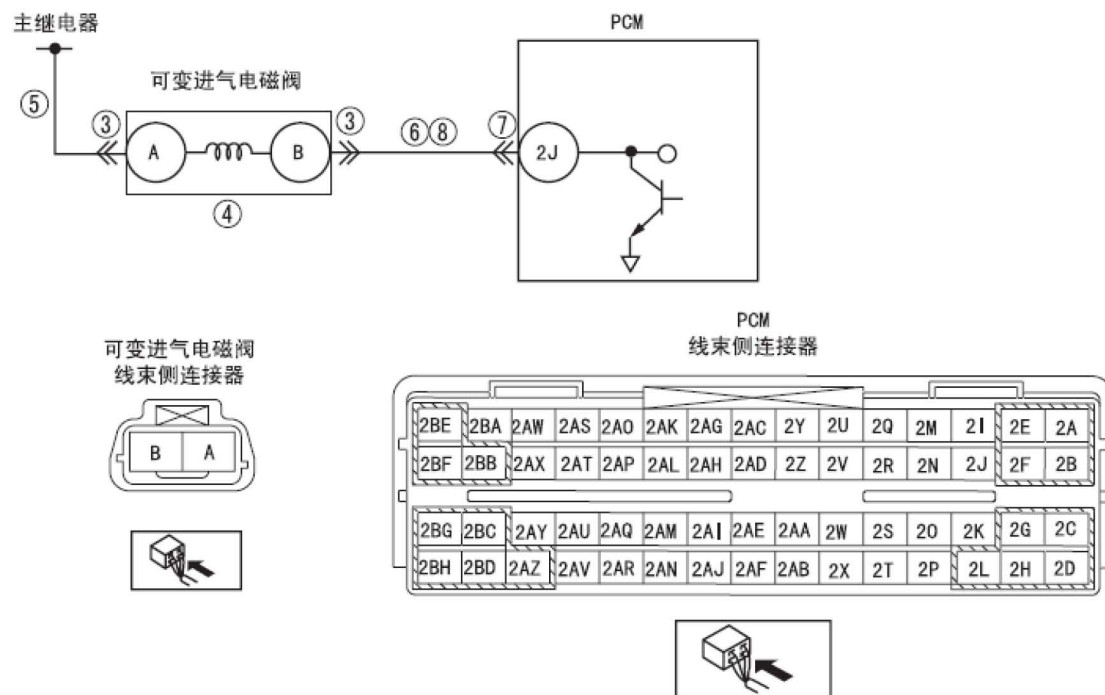 主继电器
PCM
可变进气电磁阀
⑤
③
③
⑥⑧
⑦
A
B
2J
④
可变进气电磁阀
线束侧连接器
PCM
线束侧连接器
B A
2BE 2BA 2AW 2AS 2AO 2AK 2AG 2AC 2Y 2U 2Q 2M 2I 2E 2A
2BF 2BB 2AX 2AT 2AP 2AL 2AH 2AD 2Z 2V 2R 2N 2J 2F 2B
2BG 2BC 2AY 2AU 2AQ 2AM 2AI 2AE 2AA 2W 2S 2O 2K 2G 2C
2BH 2BD 2AZ 2AV 2AR 2AN 2AJ 2AF 2AB 2X 2T 2P 2L 2H 2D